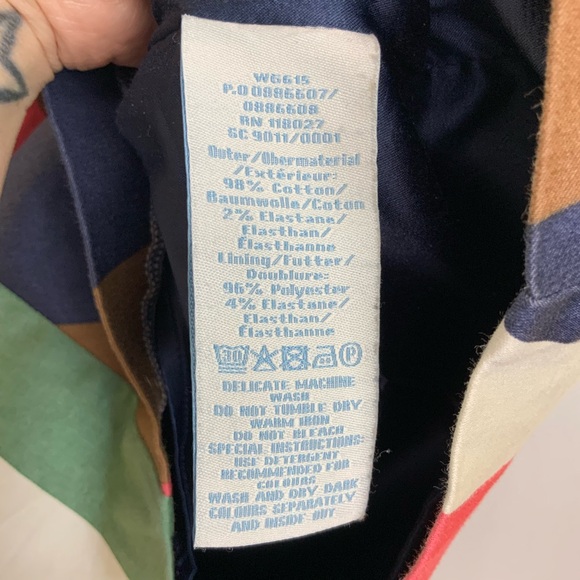 W6615
P.O 0886607/
0886608
RN 118027
GC 9011/0001
Outer/Obermaterial
/Extérieur:
98% Cotton/
Baumwolle/Coton
2% Elastane/
Elasthan/
Élasthanne
Lining/Futter/
Doublure:
96% Polyester
4% Elastane/
Elasthan/
Élasthanne
30 P
DELICATE MACHINE
WASH
DO NOT TUMBLE DRY
WARM IRON
DO NOT BLEACH
SPECIAL INSTRUCTIONS:
USE DETERGENT
RECOMMENDED FOR
COLOURS
WASH AND DRY DARK
COLOURS SEPARATELY
AND INSIDE OUT